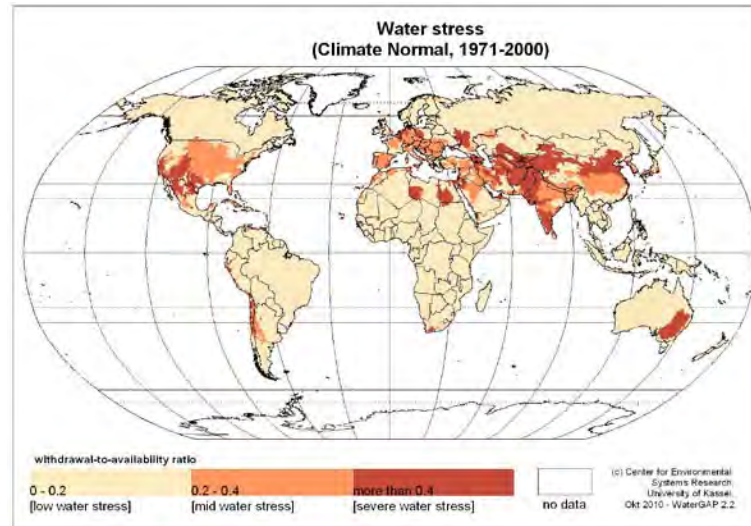 Water stress
(Climate Normal, 1971-2000)
withdrawal-to-availability ratio
0 - 0.2
[low water stress]
0.2 - 0.4
[mid water stress]
more than 0.4
[severe water stress]
no data
(c) Center for Environmental
Systems Research,
University of Kassel,
Okt 2010 - WaterGAP 2.2